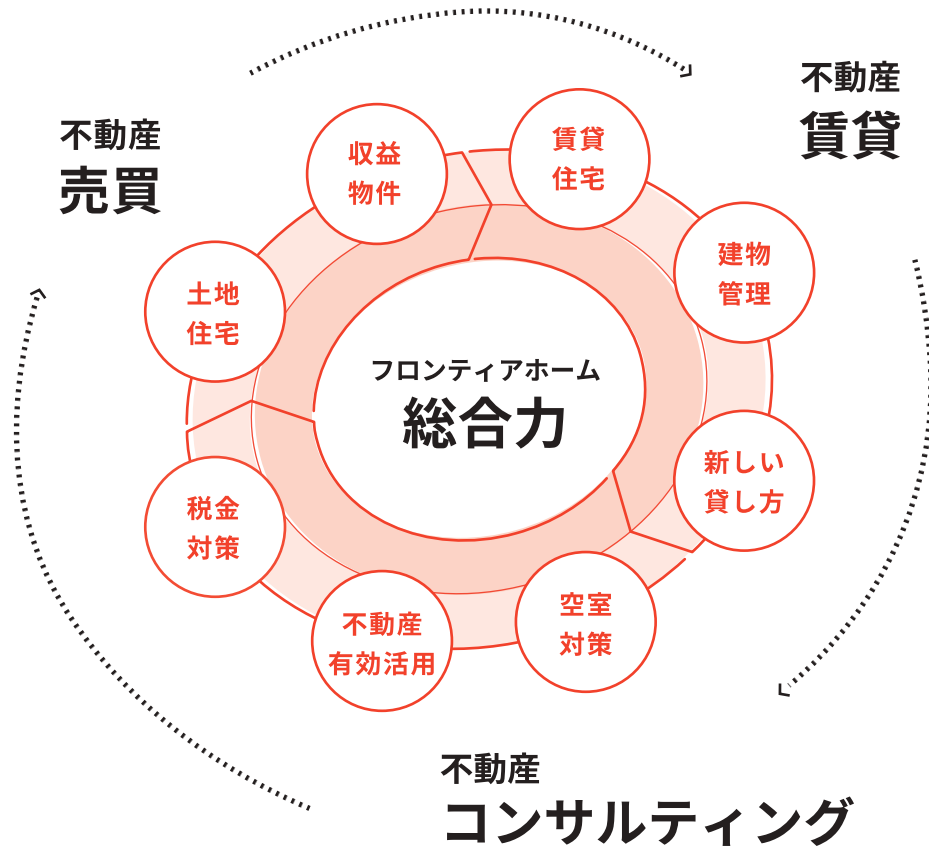 不動産
売買
不動産
賃貸
収益
物件
賃貸
住宅
建物
管理
土地
住宅
フロンティアホーム
総合力
新しい
貸し方
税金
対策
空室
対策
不動産
有効活用
不動産
コンサルティング